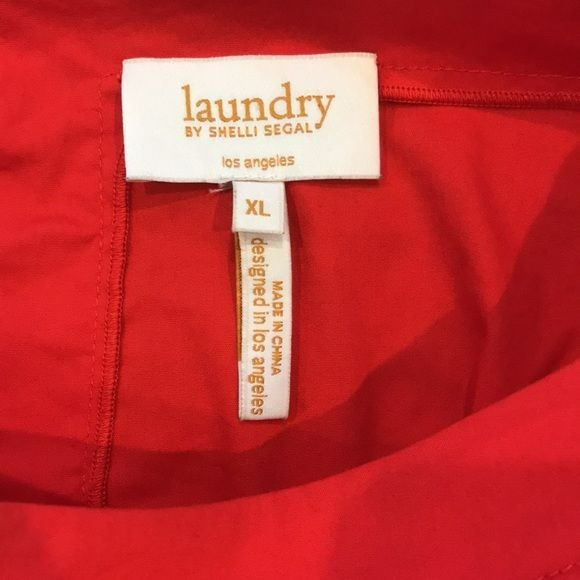 laundry
BY SHELLI SEGAL
los angeles
XL
MADE IN CHINA
designed in los angeles